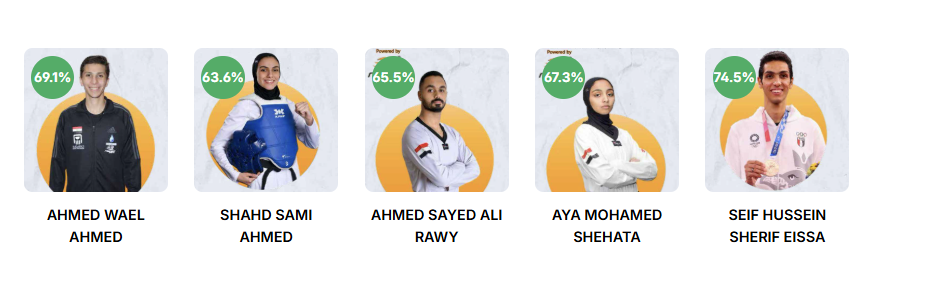 Powered by
Powered by
69.1%
63.6%
65.5%
67.3%
74.5%
AHMED WAEL
AHMED
SHAHD SAMI
AHMED
AHMED SAYED ALI
RAWY
AYA MOHAMED
SHEHATA
SEIF HUSSEIN
SHERIF EISSA